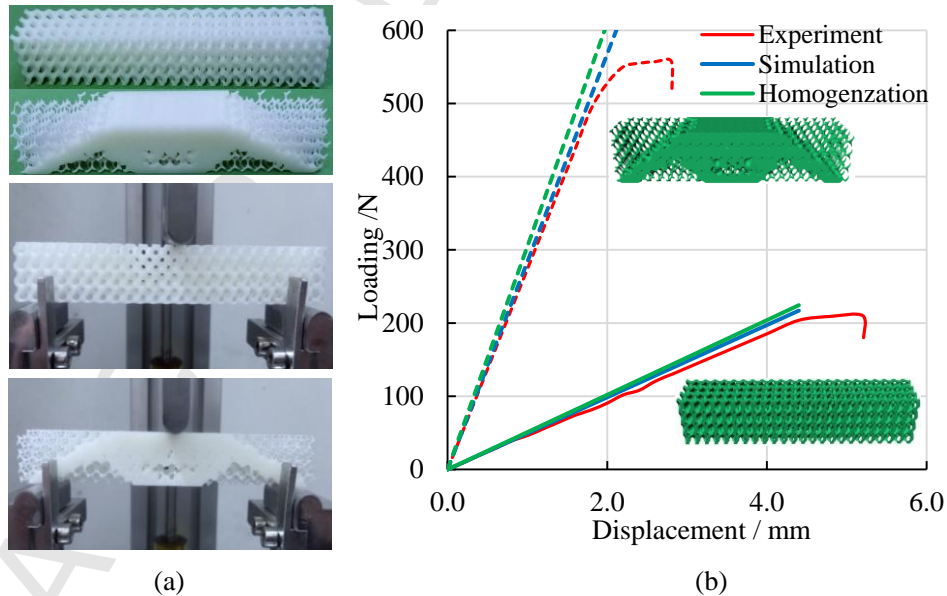 600
500
400
300
200
100
0
Loading /N
Experiment
Simulation
Homogenzation
0.0 2.0 4.0 6.0
Displacement / mm
(a) (b)